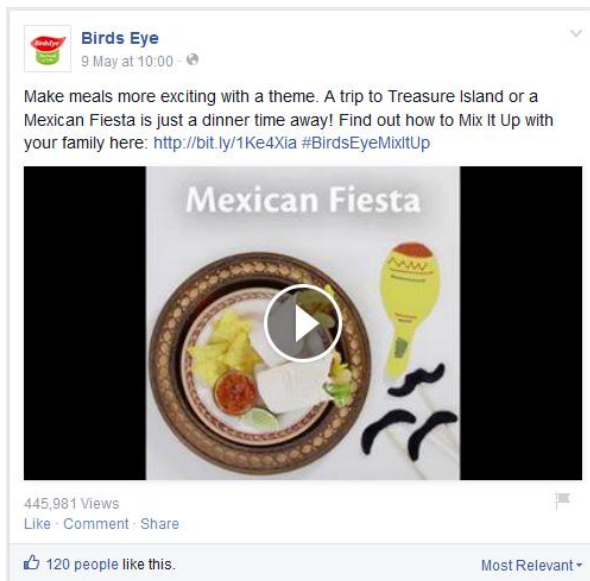 Birds Eye
9 May at 10:00 ·
Make meals more exciting with a theme. A trip to Treasure Island or a
Mexican Fiesta is just a dinner time away! Find out how to Mix It Up with
your family here: http://bit.ly/1Ke4Xia #BirdsEyeMixItUp
Mexican Fiesta
445,981 Views
Like · Comment · Share
120 people like this.
Most Relevant